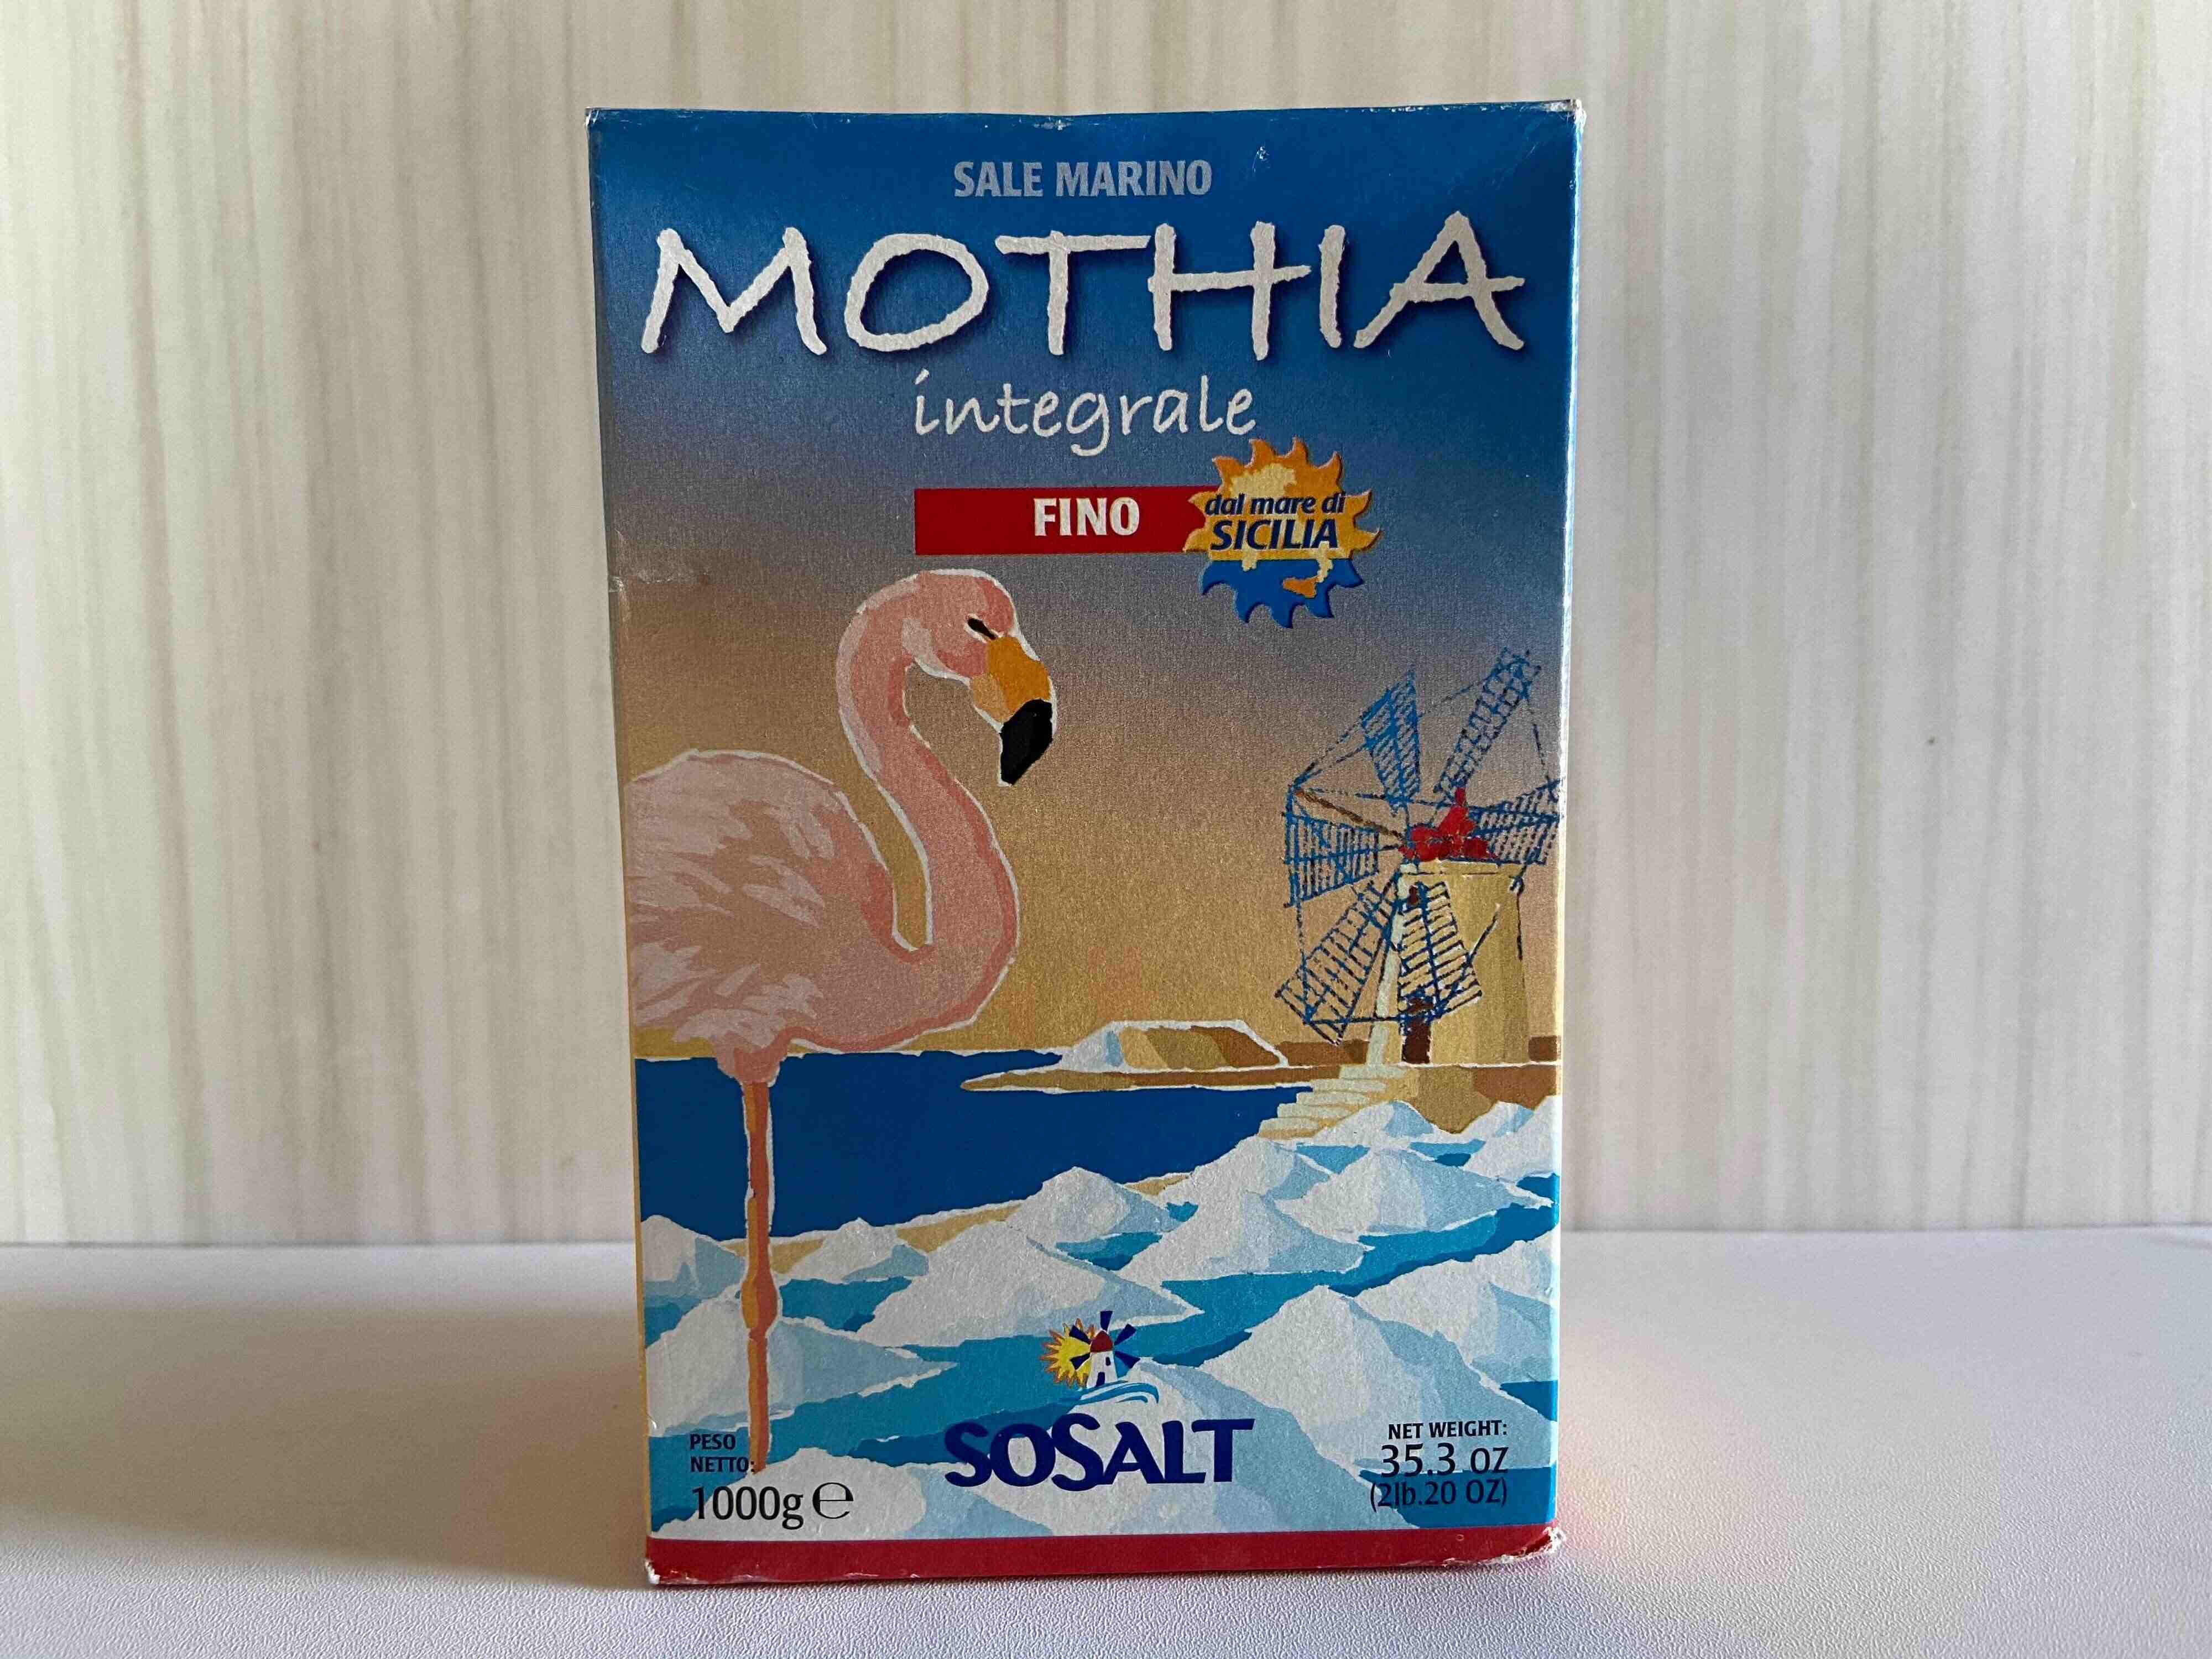 SALE MARINO
MOTHIA
integrale
FINO
dal mare di
SICILIA
SOSALT
PESO
NETTO:
1000g e
NET WEIGHT:
35.3 OZ
(2lb.20 OZ)